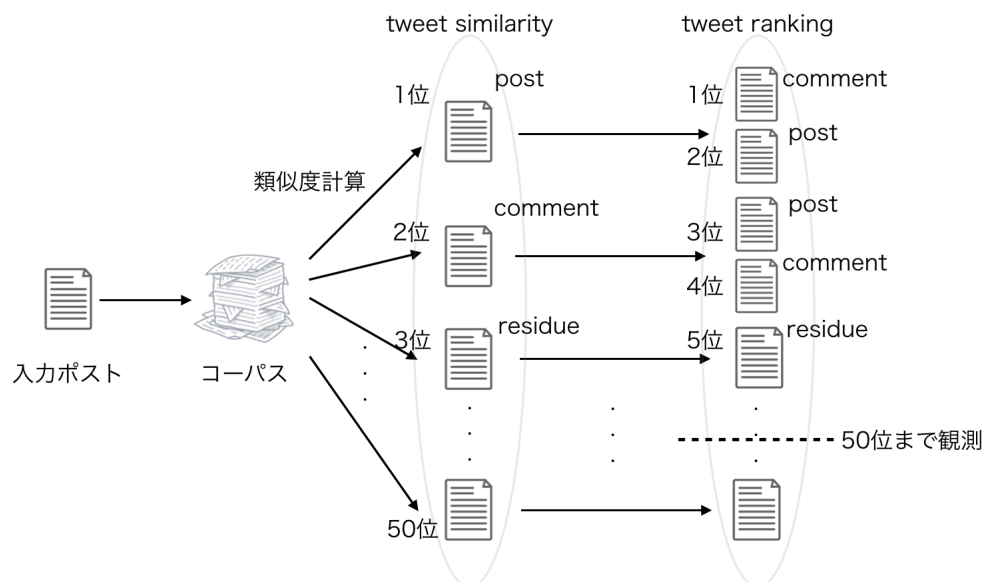 tweet similarity
tweet ranking
1位
post
類似度計算
2位
comment
3位
residue
50位
入力ポスト
コーパス
1位
comment
2位
post
3位
post
4位
comment
5位
residue
50位まで観測